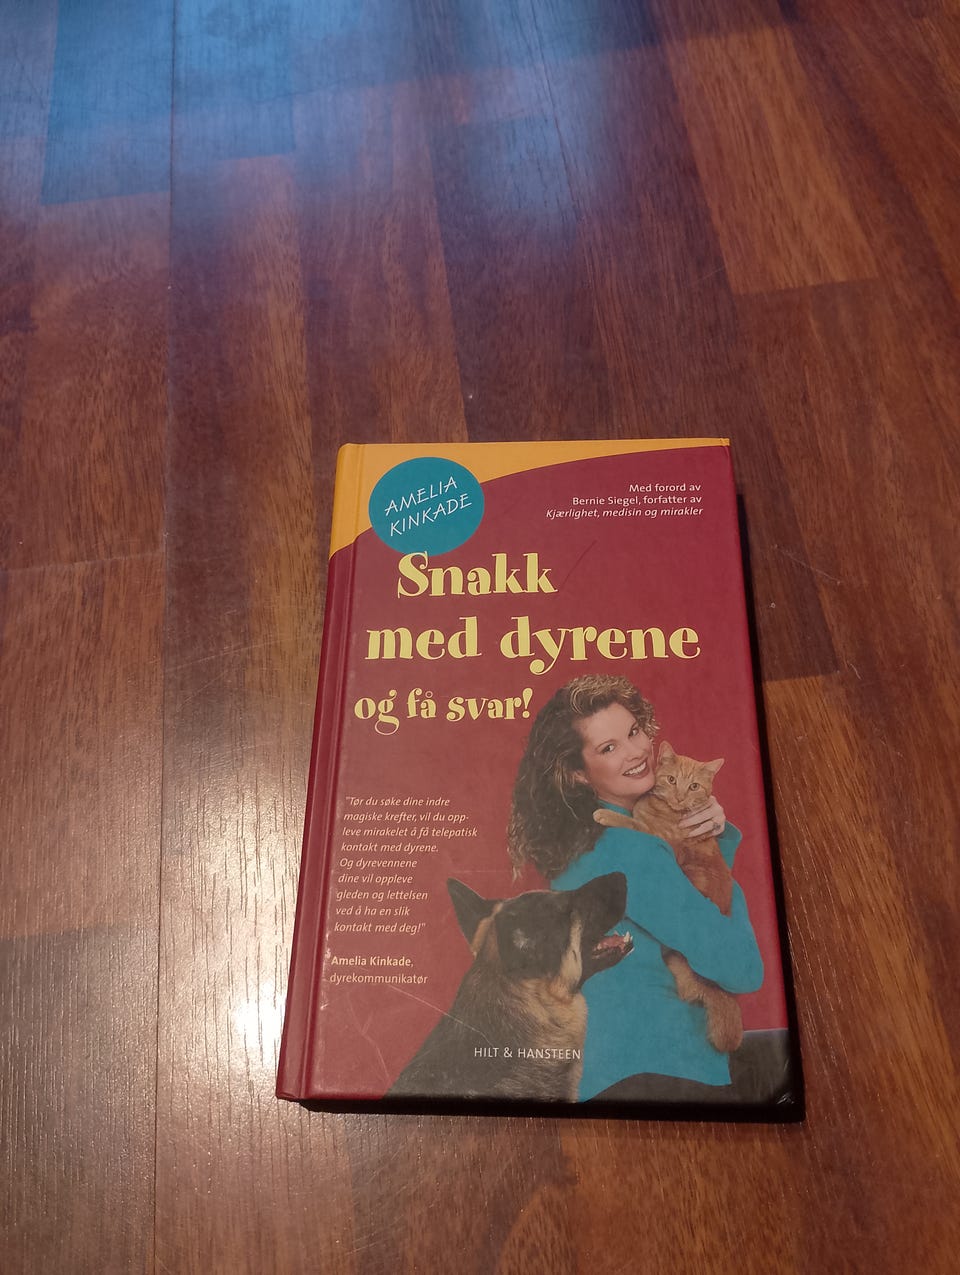 AMELIA
KINKADE
Med forord av
Bernie Siegel, forfatter av
Kjærlighet, medisin og mirakler
Snakk
med dyrene
og få svar!
"Tør du søke dine indre
magiske krefter, vil du opp-
leve mirakelet å få telepatisk
kontakt med dyrene.
Og dyrevennene
dine vil oppleve
gleden og lettelsen
ved å ha en slik
kontakt med deg!"
Amelia Kinkade,
dyrekommunikatør
HILT & HANSTEEN